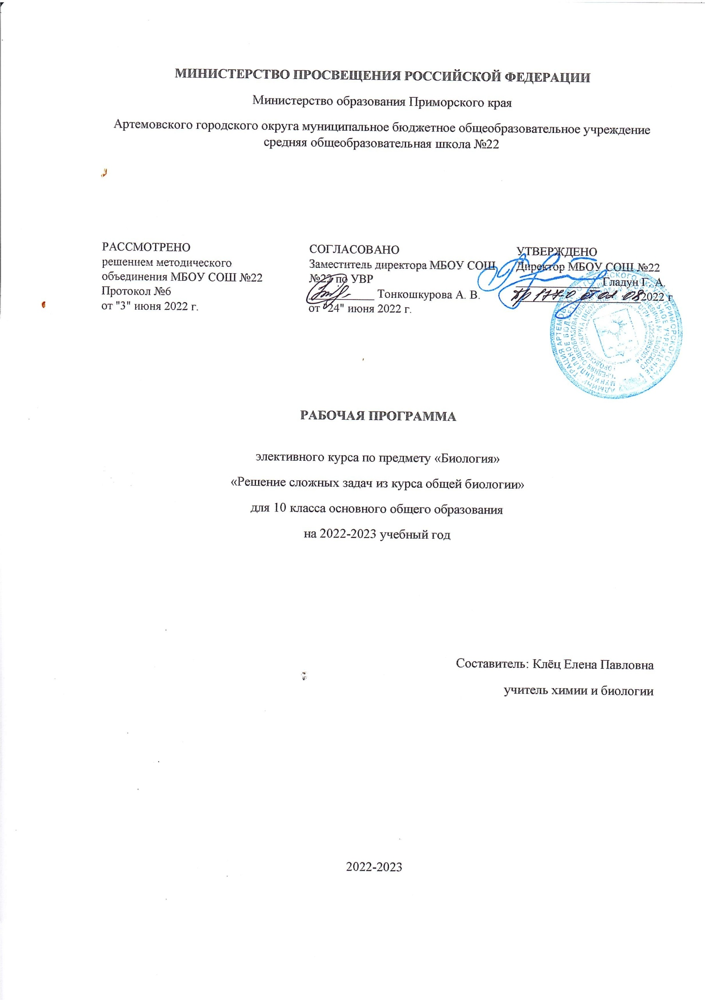 МИНИСТЕРСТВО ПРОСВЕЩЕНИЯ РОССИЙСКОЙ ФЕДЕРАЦИИ
Министерство образования Приморского края
Артемовского городского округа муниципальное бюджетное общеобразовательное учреждение
средняя общеобразовательная школа №22
РАССМОТРЕНО
решением методического
объединения МБОУ СОШ №22
Протокол №6
от "3" июня 2022 г.
СОГЛАСОВАНО
Заместитель директора МБОУ СОШ
№22 по УВР
Тонкошкурова А. В.
от "24" июня 2022 г.
УТВЕРЖДЕНО
Директор МБОУ СОШ №22
Гладун Г. А.
Пр 177-О от 01.08 2022 г
РАБОЧАЯ ПРОГРАММА
элективного курса по предмету «Биология»
«Решение сложных задач из курса общей биологии»
для 10 класса основного общего образования
на 2022-2023 учебный год
Составитель: Клёц Елена Павловна
учитель химии и биологии
2022-2023